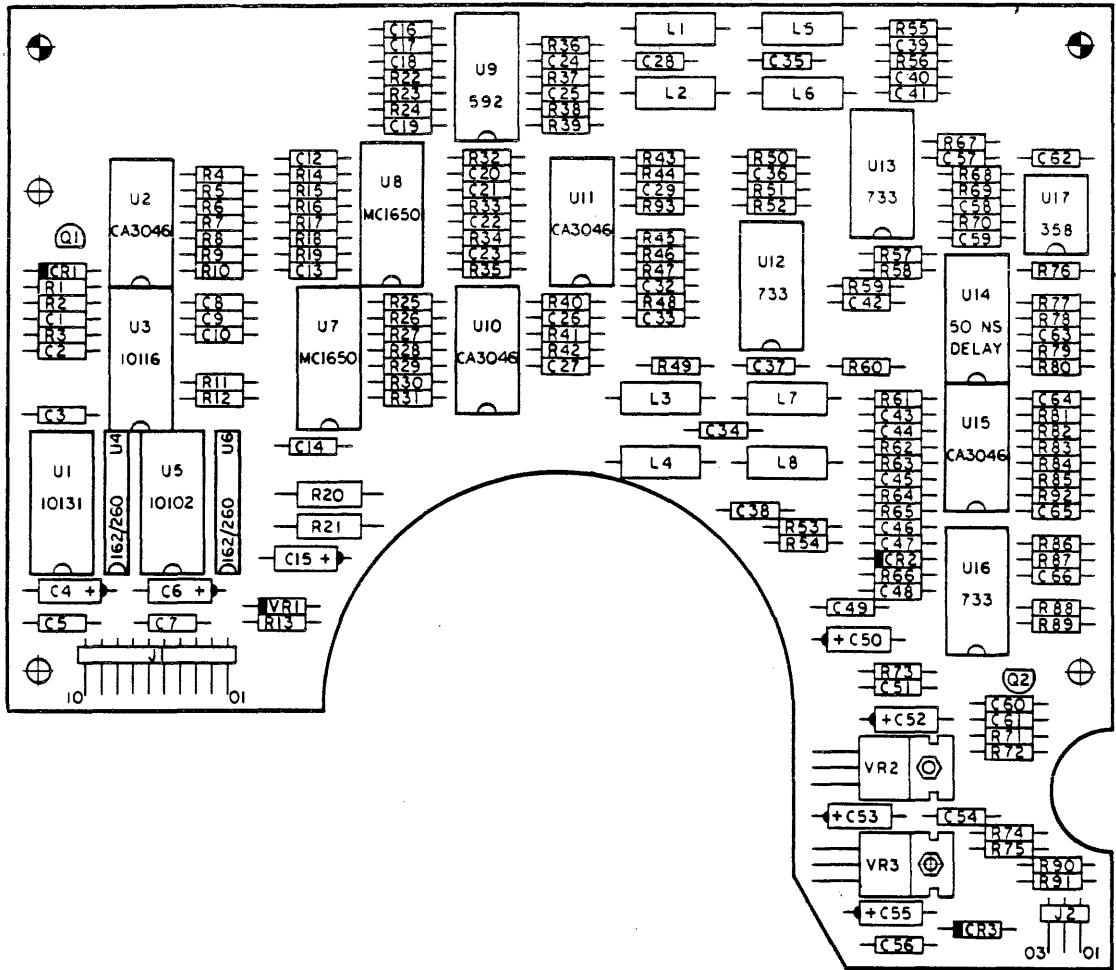 C16
C17
C18
R22
R23
R24
C19
U9
592
R36
C24
R37
C25
R38
R39
L1
C28
L2
L5
C35
L6
R55
C39
R56
C40
C41
U2
CA3046
R4
R5
R6
R7
R8
R9
R10
C12
R14
R15
R16
R17
R18
R19
C13
U8
MC1650
R32
C20
C21
R33
C22
R34
C23
R35
U11
CA3046
R43
R44
C29
R93
R45
R46
R47
C32
R48
C33
R50
C36
R51
R52
U12
733
U13
733
R67
C57
R68
R69
C58
R70
C59
C62
U17
358
Q1
CR1
R1
R2
C1
R3
C2
U3
10116
C8
C9
C10
R11
R12
U7
MC1650
R25
R26
R27
R28
R29
R30
R31
U10
CA3046
R40
C26
R41
R42
C27
R57
R58
R59
C42
U14
50 NS
DELAY
R76
R77
R78
C63
R79
R80
R49
C37
R60
L3
L7
C34
L4
L8
C3
U1
10131
U4
162/260
U5
10102
U6
162/260
C14
R20
R21
C15 +
R61
C43
C44
R62
R63
C45
R64
R65
C46
C47
CR2
R66
C48
U15
CA3046
C64
R81
R82
R83
R84
R85
R92
C65
C38
R53
R54
U16
733
R86
R87
C66
R88
R89
C4 +
C6 +
C5
C7
VR1
R13
C49
+ C50
J1
10
01
R73
C51
Q2
+C52
C60
C61
R71
R72
VR2
+C53
C54
R74
R75
VR3
R90
R91
+C55
C56
CR3
J2
03
01